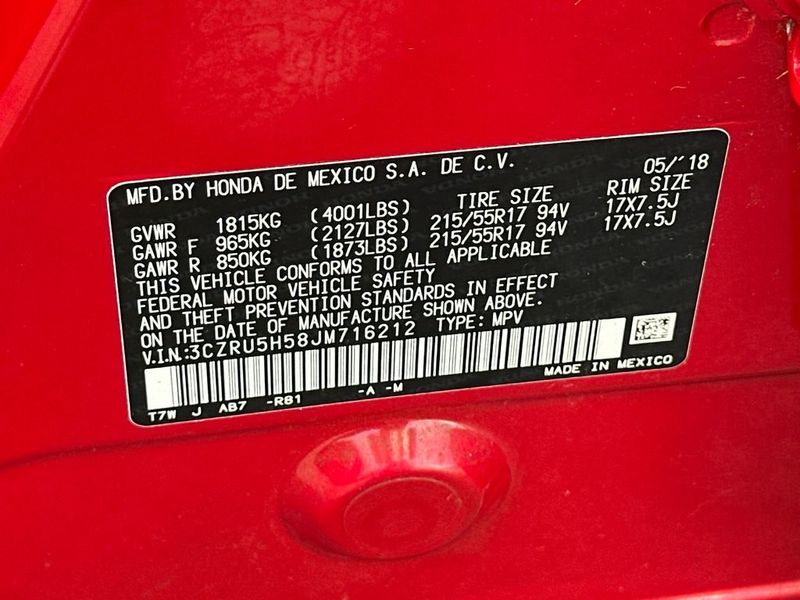 MFD.BY HONDA DE MEXICO S.A. DE C.V. 05/'18
TIRE SIZE RIM SIZE
GVWR 1815KG (4001LBS)
GAWR F 965KG (2127LBS) 215/55R17 94V 17X7.5J
GAWR R 850KG (1873LBS) 215/55R17 94V 17X7.5J
THIS VEHICLE CONFORMS TO ALL APPLICABLE
FEDERAL MOTOR VEHICLE SAFETY
AND THEFT PREVENTION STANDARDS IN EFFECT
ON THE DATE OF MANUFACTURE SHOWN ABOVE.
V.I.N:3CZRU5H58JM716212 TYPE: MPV
MADE IN MEXICO
T7W J AB7 -R81 -A -M